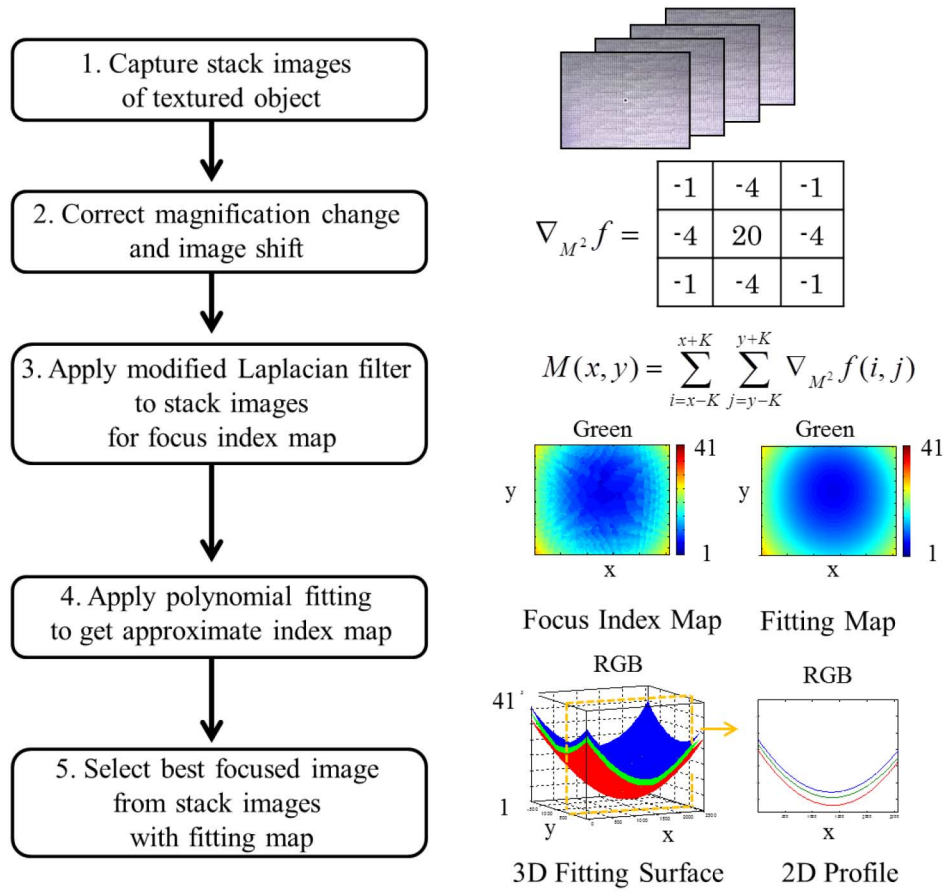 1. Capture stack images
of textured object
2. Correct magnification change
and image shift
3. Apply modified Laplacian filter
to stack images
for focus index map
4. Apply polynomial fitting
to get approximate index map
5. Select best focused image
from stack images
with fitting map
∇_{M²} f =
-1 -4 -1
-4 20 -4
-1 -4 -1
M(x, y) = ∑_{i=x−K}^{x+K} ∑_{j=y−K}^{y+K} ∇_{M²} f(i, j)
Green
41
y
1
x
Focus Index Map
Green
41
y
1
x
Fitting Map
RGB
41
1
y
x
3D Fitting Surface
RGB
x
2D Profile